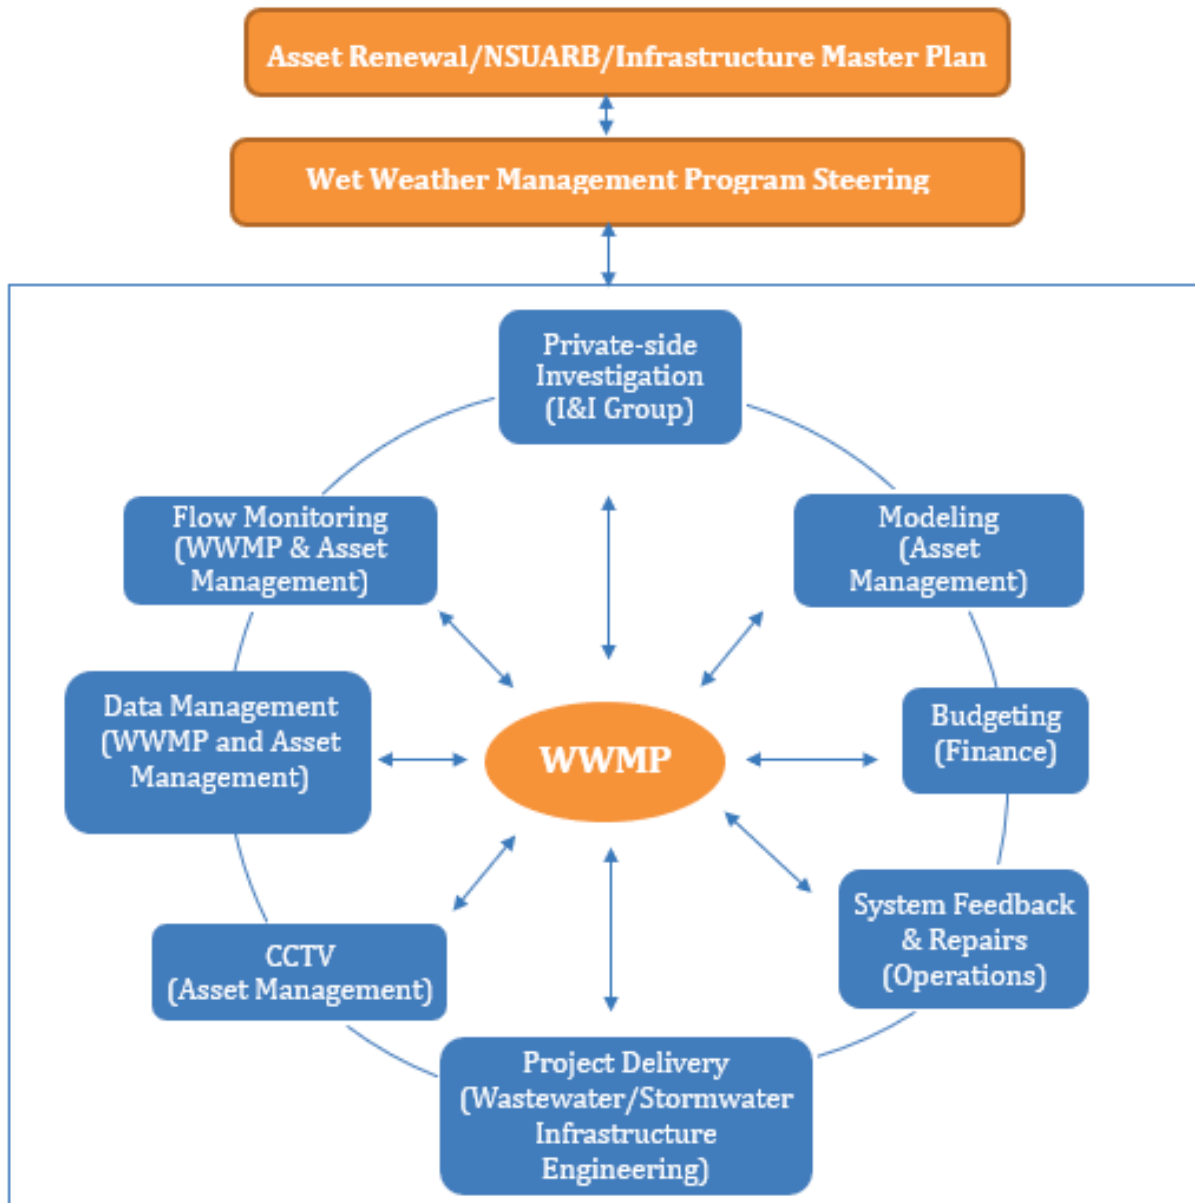 Asset Renewal/NSUARB/Infrastructure Master Plan
Wet Weather Management Program Steering
Private-side
Investigation
(I&I Group)
Flow Monitoring
(WWMP & Asset
Management)
Modeling
(Asset
Management)
Data Management
(WWMP and Asset
Management)
WWMP
Budgeting
(Finance)
CCTV
(Asset Management)
System Feedback
& Repairs
(Operations)
Project Delivery
(Wastewater/Stormwater
Infrastructure
Engineering)